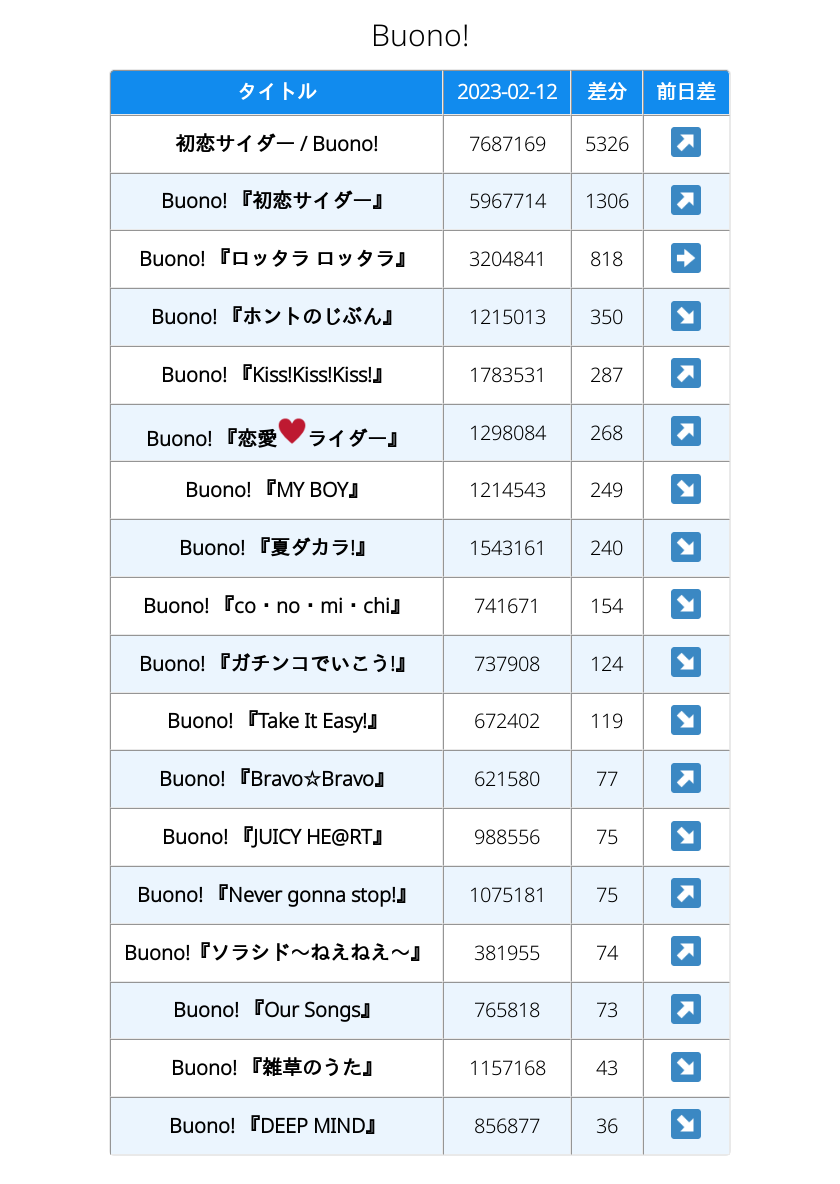 Buono!
タイトル 2023-02-12 差分 前日差
初恋サイダー / Buono! 7687169 5326 ↗
Buono! 『初恋サイダー』 5967714 1306 ↗
Buono! 『ロッタラ ロッタラ』 3204841 818 ➡
Buono! 『ホントのじぶん』 1215013 350 ↘
Buono! 『Kiss!Kiss!Kiss!』 1783531 287 ↗
Buono! 『恋愛♥ライダー』 1298084 268 ↗
Buono! 『MY BOY』 1214543 249 ↘
Buono! 『夏ダカラ!』 1543161 240 ↘
Buono! 『co・no・mi・chi』 741671 154 ↘
Buono! 『ガチンコでいこう!』 737908 124 ↘
Buono! 『Take It Easy!』 672402 119 ↘
Buono! 『Bravo☆Bravo』 621580 77 ↗
Buono! 『JUICY HE@RT』 988556 75 ↘
Buono! 『Never gonna stop!』 1075181 75 ↗
Buono!『ソラシド〜ねえねえ〜』 381955 74 ↗
Buono! 『Our Songs』 765818 73 ↗
Buono! 『雑草のうた』 1157168 43 ↘
Buono! 『DEEP MIND』 856877 36 ↘